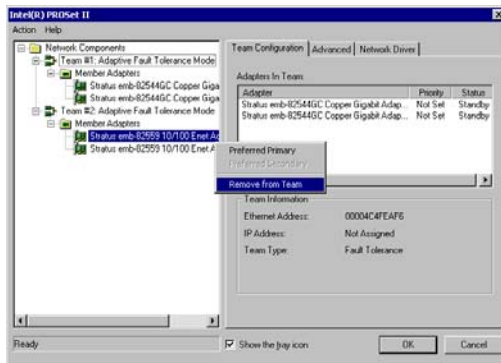 Intel(R) PROSet II
Action Help
Network Components
Team #1: Adaptive Fault Tolerance Mode
Member Adapters
Stratus emb-82544GC Copper Giga
Stratus emb-82544GC Copper Giga
Team #2: Adaptive Fault Tolerance Mode
Member Adapters
Stratus emb-82559 10/100 Enet Ac
Stratus emb-82559 10/100 Enet A
Team Configuration Advanced Network Driver
Adapters In Team:
Adapter Priority Status
Stratus emb-82544GC Copper Gigabit Adap... Not Set Standby
Stratus emb-82544GC Copper Gigabit Adap... Not Set Standby
Preferred Primary
Preferred Secondary
Remove from Team
Team Information
Ethernet Address: 00004C4FEAF6
IP Address: Not Assigned
Team Type: Fault Tolerance
Ready
Show the tray icon
OK Cancel